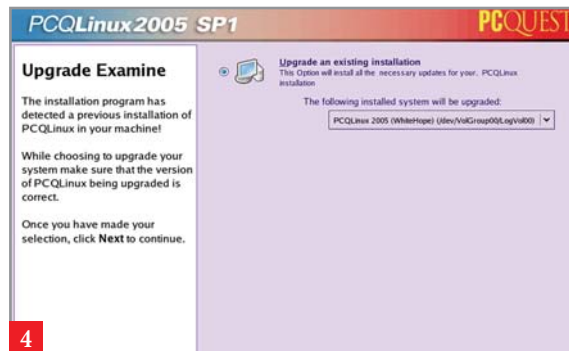 PCQLinux2005 SP1
PCQUEST
Upgrade Examine
The installation program has
detected a previous installation of
PCQLinux in your machine!
While choosing to upgrade your
system make sure that the version
of PCQLinux being upgraded is
correct.
Once you have made your
selection, click Next to continue.
Upgrade an existing installation
This Option will install all the necessary updates for your. PCQLinux
installation
The following installed system will be upgraded:
PCQLinux 2005 (WhiteHope) (/dev/VolGroup00/LogVol00)
4